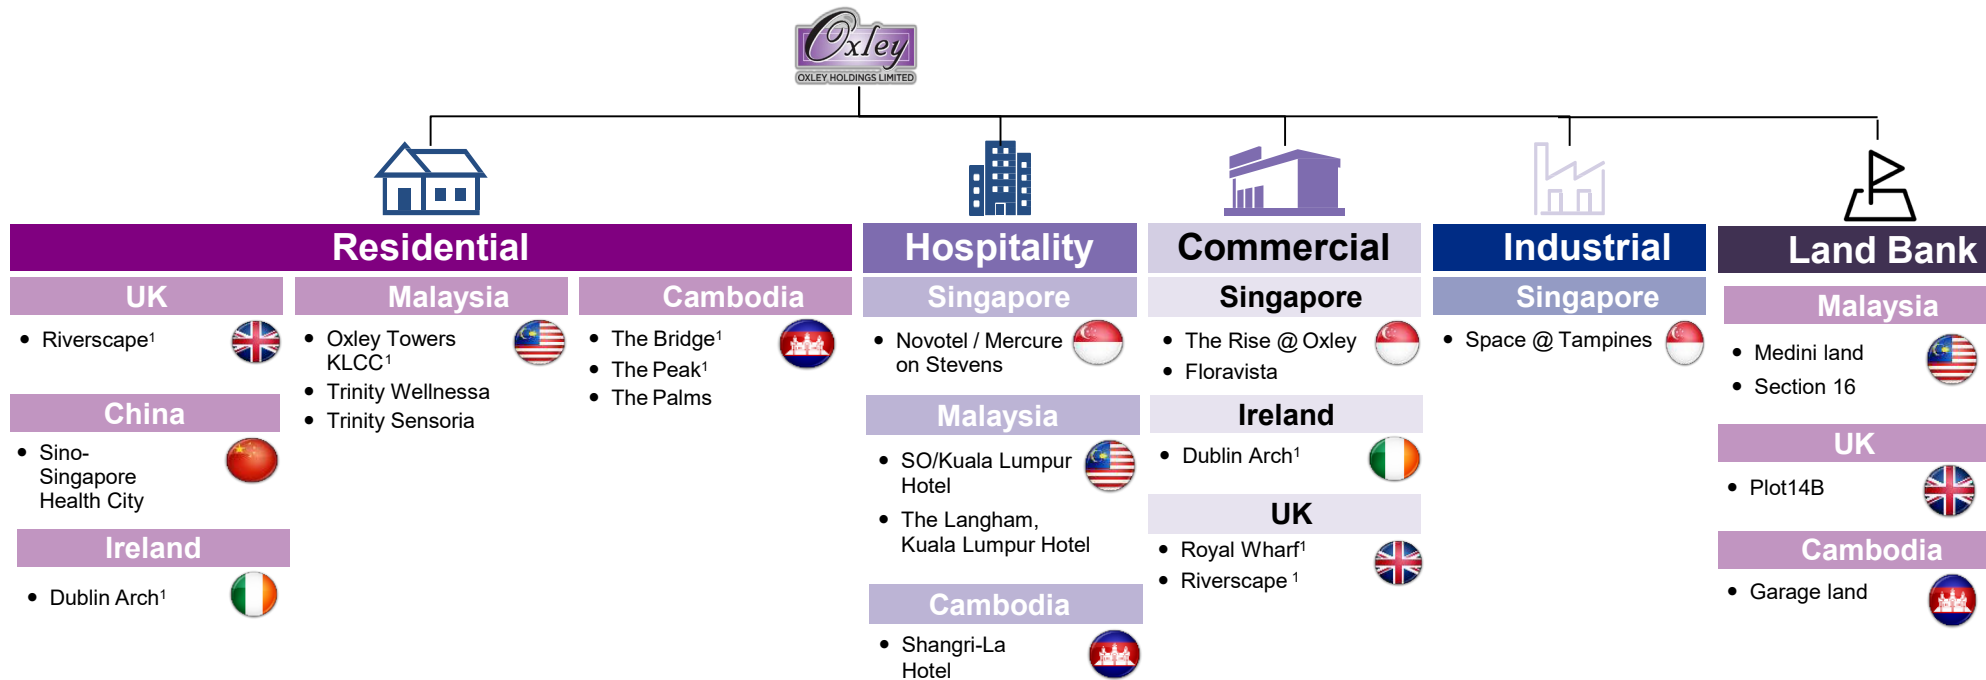 Oxley
OXLEY HOLDINGS LIMITED
Residential
UK
• Riverscape¹
China
• Sino-
Singapore
Health City
Ireland
• Dublin Arch¹
Malaysia
• Oxley Towers
KLCC¹
• Trinity Wellnessa
• Trinity Sensoria
Cambodia
• The Bridge¹
• The Peak¹
• The Palms
Hospitality
Singapore
• Novotel / Mercure
on Stevens
Malaysia
• SO/Kuala Lumpur
Hotel
• The Langham,
Kuala Lumpur Hotel
Cambodia
• Shangri-La
Hotel
Commercial
Singapore
• The Rise @ Oxley
• Floravista
Ireland
• Dublin Arch¹
UK
• Royal Wharf¹
• Riverscape ¹
Industrial
Singapore
• Space @ Tampines
Land Bank
Malaysia
• Medini land
• Section 16
UK
• Plot14B
Cambodia
• Garage land